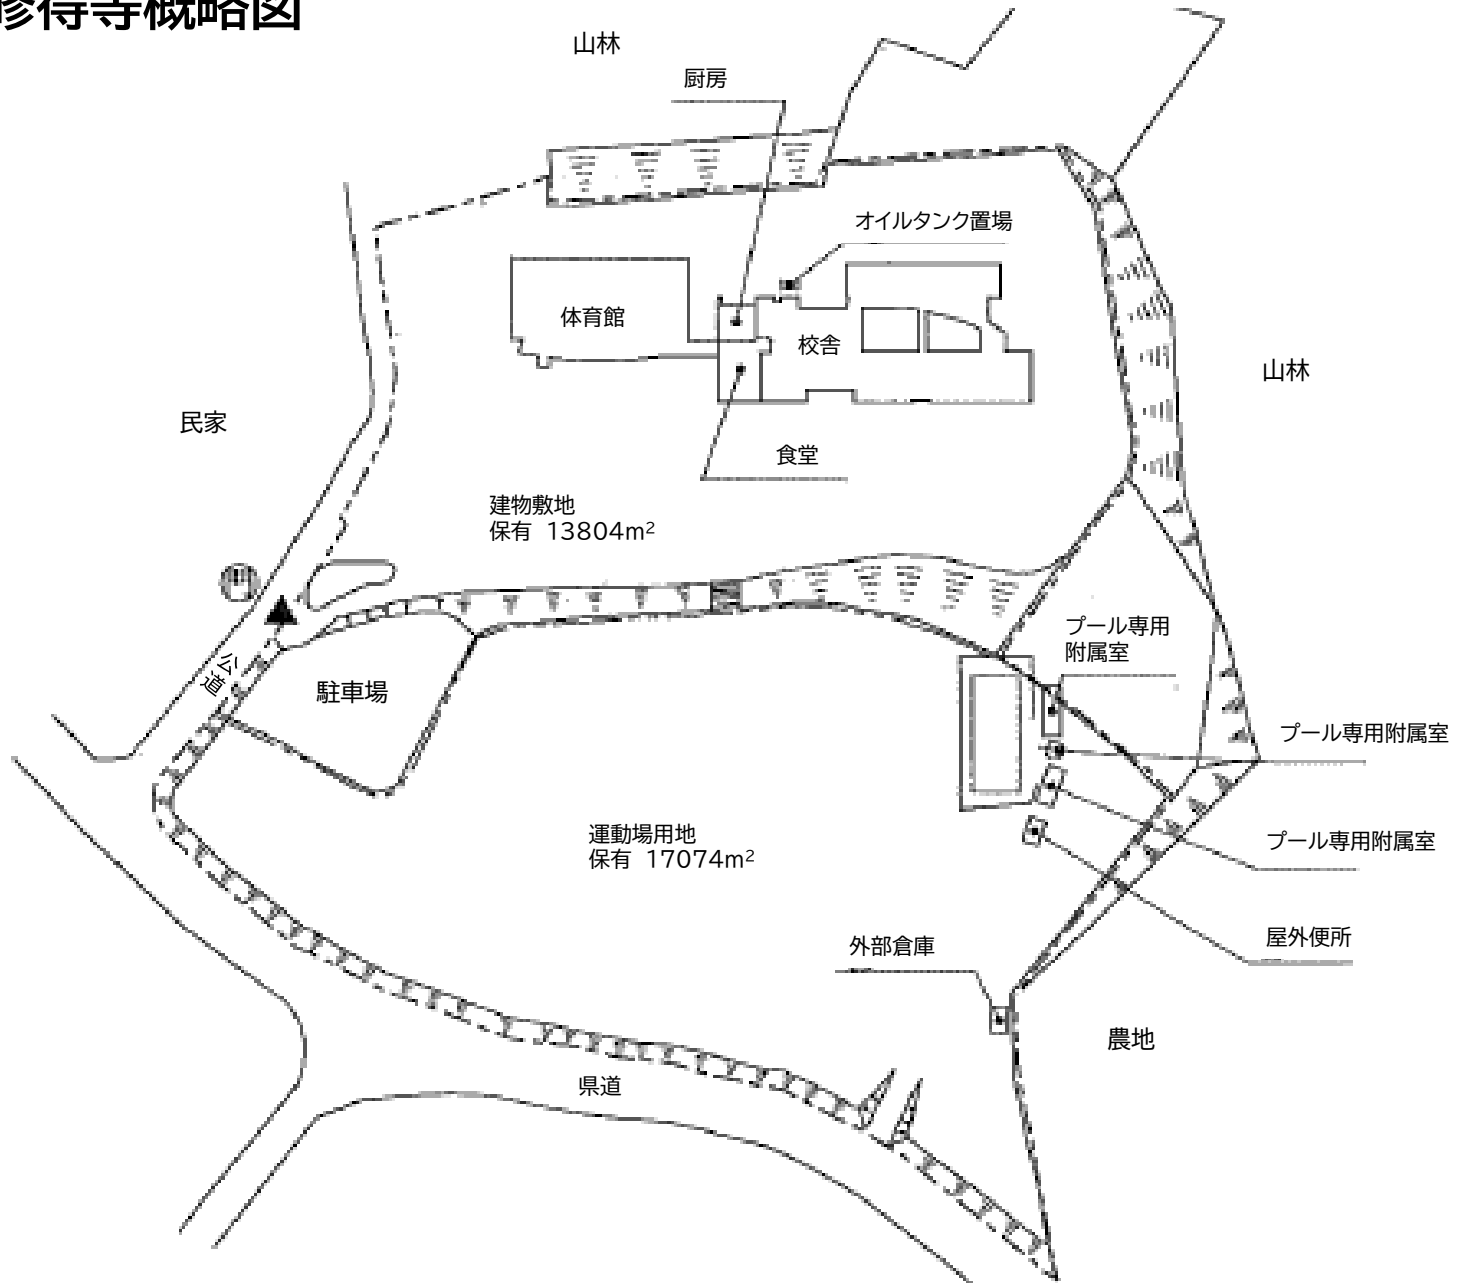 修得等概略図
山林
厨房
オイルタンク置場
体育館
校舎
山林
民家
食堂
建物敷地
保有 13804m²
プール専用
附属室
公道
駐車場
プール専用附属室
運動場用地
保有 17074m²
プール専用附属室
外部倉庫
屋外便所
農地
県道